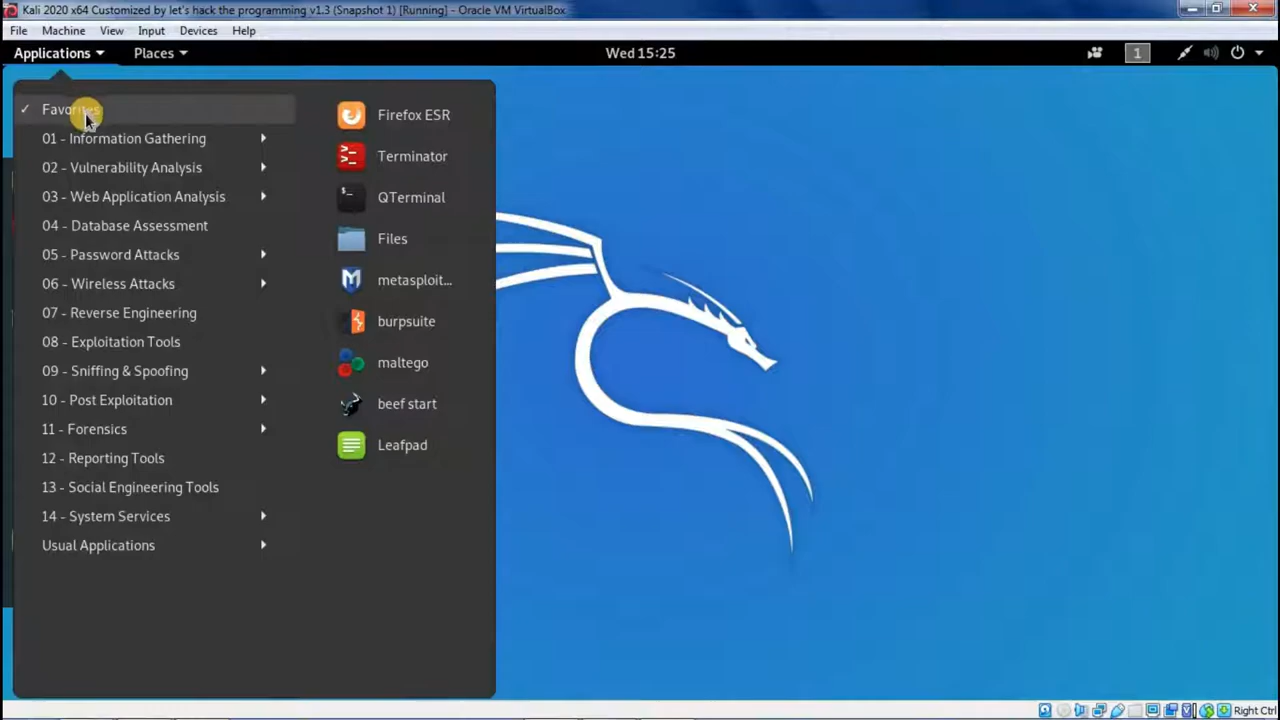 Kali 2020 x64 Customized by let's hack the programming v1.3 (Snapshot 1) [Running] - Oracle VM VirtualBox
File Machine View Input Devices Help
Applications Places Wed 15:25 1
Favorites
01 - Information Gathering
02 - Vulnerability Analysis
03 - Web Application Analysis
04 - Database Assessment
05 - Password Attacks
06 - Wireless Attacks
07 - Reverse Engineering
08 - Exploitation Tools
09 - Sniffing & Spoofing
10 - Post Exploitation
11 - Forensics
12 - Reporting Tools
13 - Social Engineering Tools
14 - System Services
Usual Applications
Firefox ESR
Terminator
QTerminal
Files
metasploit...
burpsuite
maltego
beef start
Leafpad
Right Ctrl